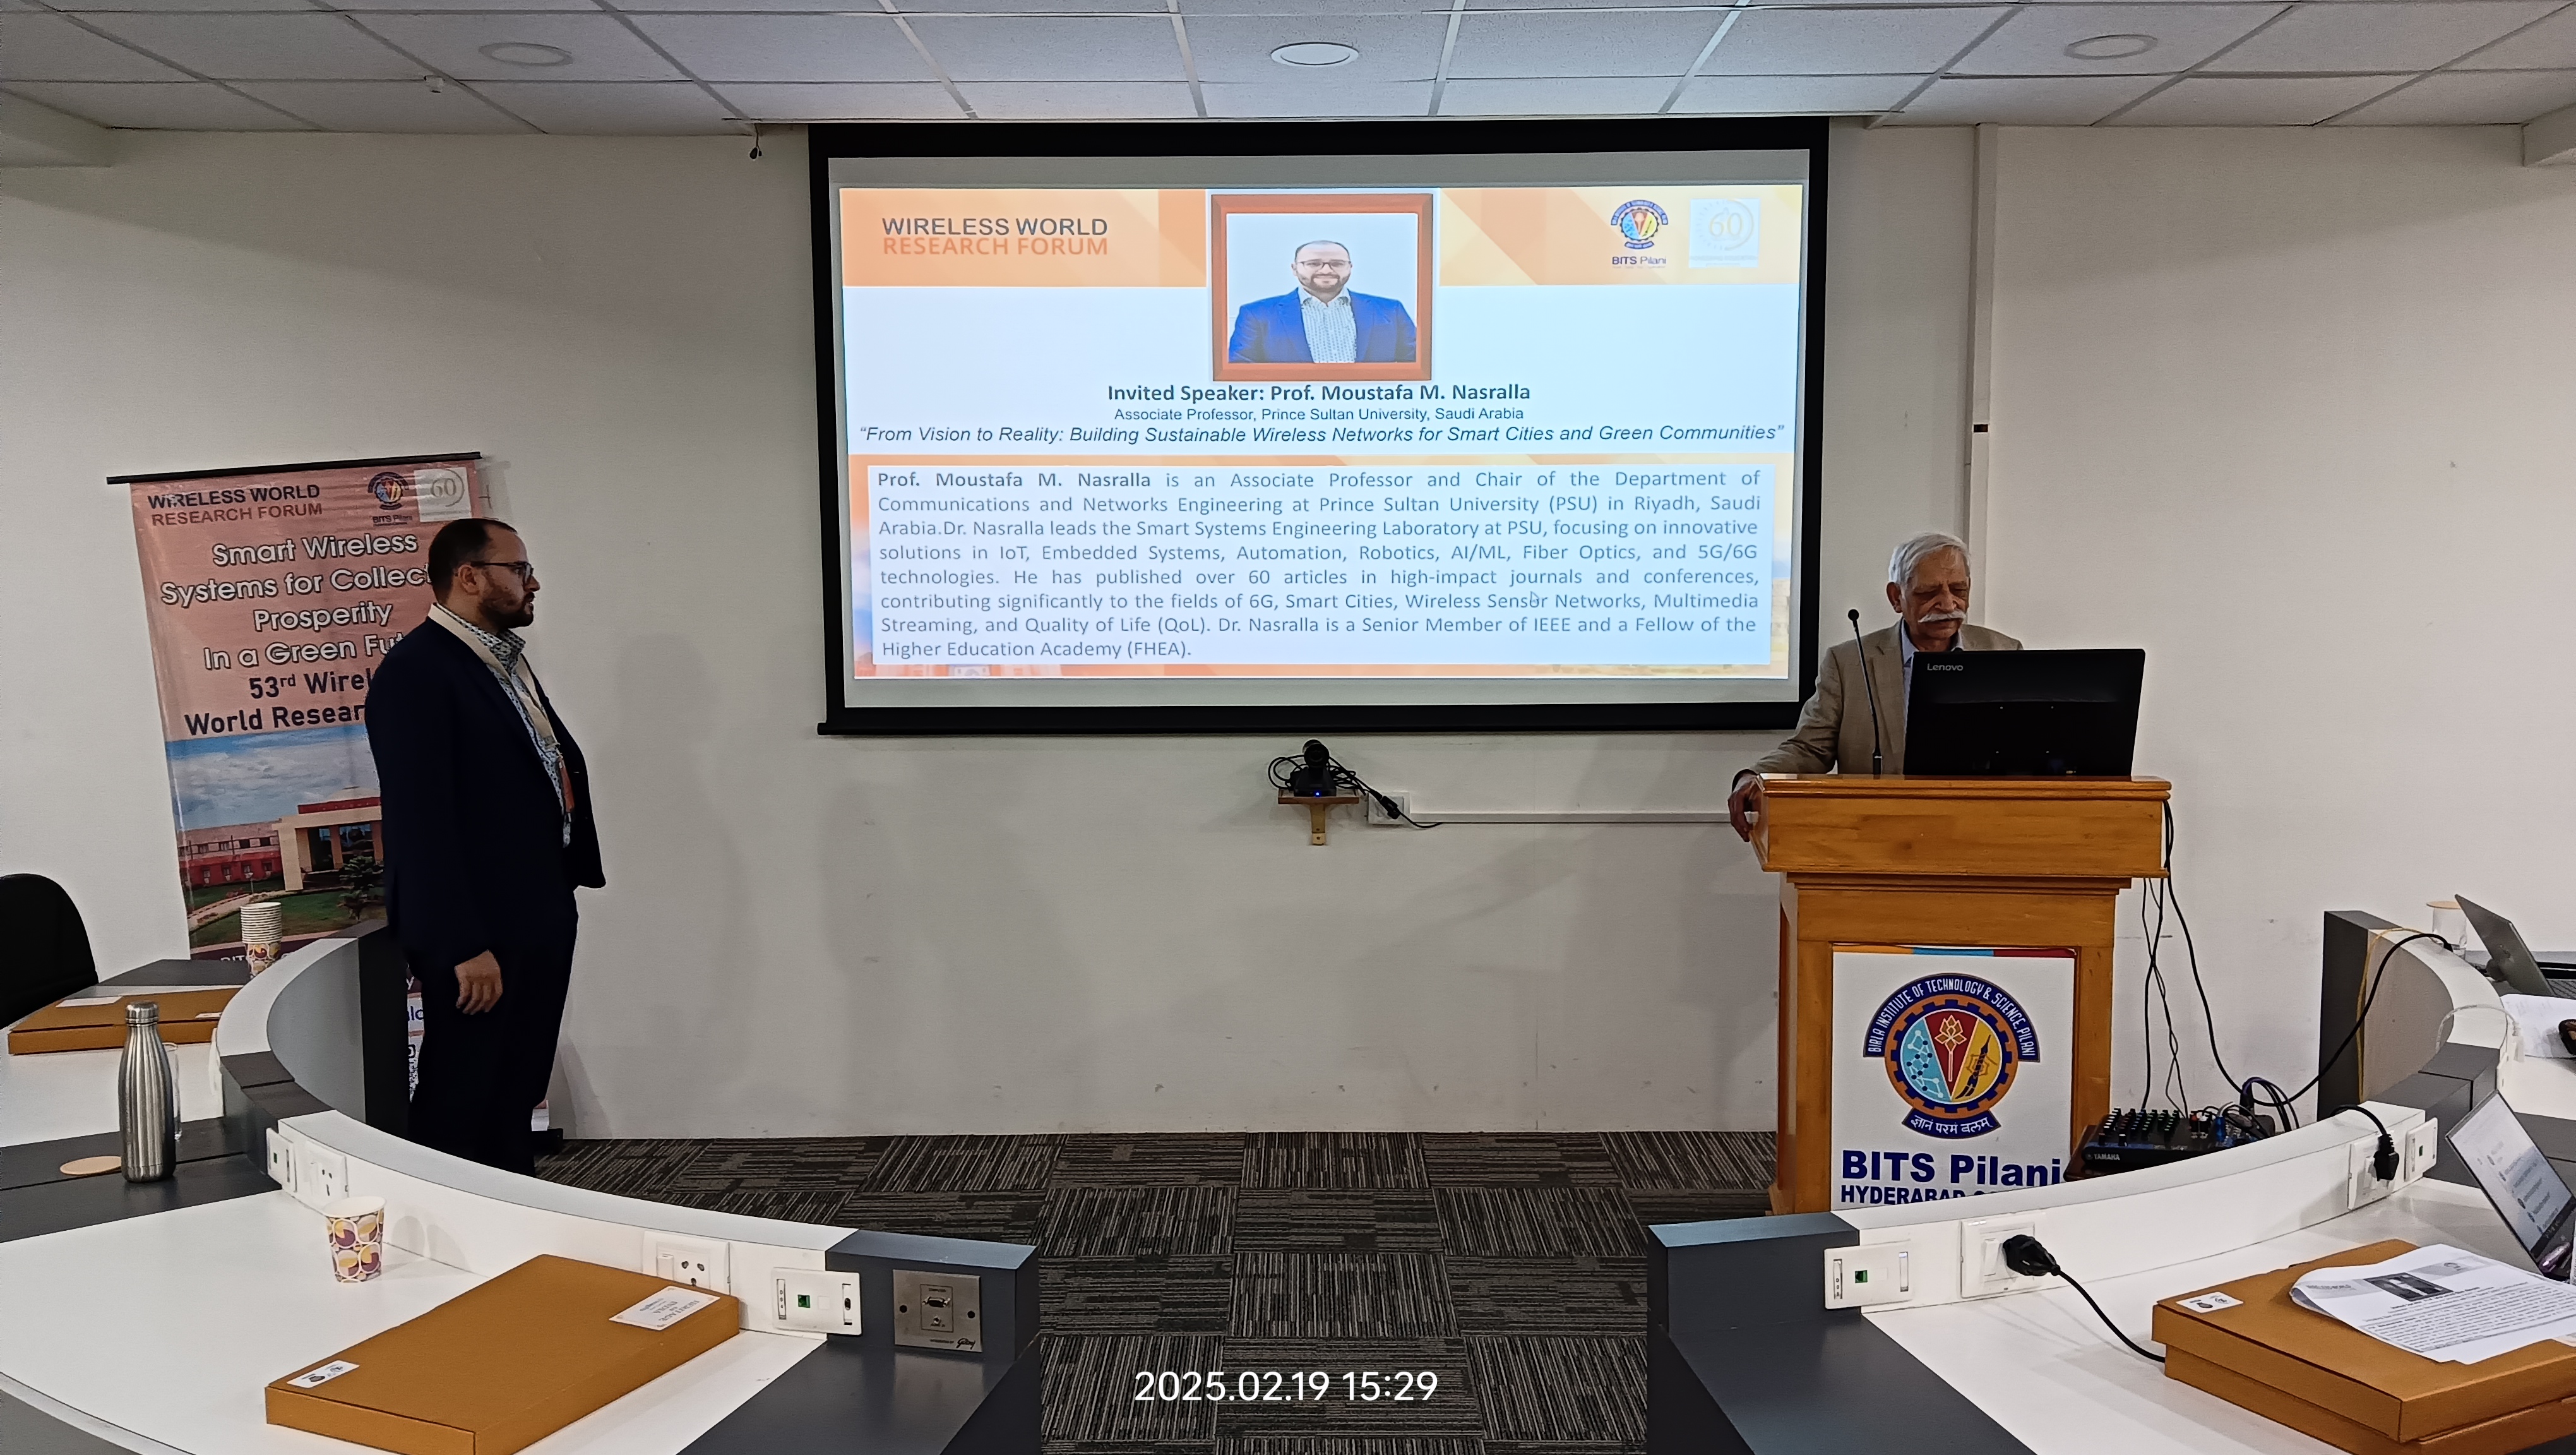 WIRELESS WORLD
RESEARCH FORUM
BITS Pilani
60
Invited Speaker: Prof. Moustafa M. Nasralla
Associate Professor, Prince Sultan University, Saudi Arabia
“From Vision to Reality: Building Sustainable Wireless Networks for Smart Cities and Green Communities”
Prof. Moustafa M. Nasralla is an Associate Professor and Chair of the Department of
Communications and Networks Engineering at Prince Sultan University (PSU) in Riyadh, Saudi
Arabia.Dr. Nasralla leads the Smart Systems Engineering Laboratory at PSU, focusing on innovative
solutions in IoT, Embedded Systems, Automation, Robotics, AI/ML, Fiber Optics, and 5G/6G
technologies. He has published over 60 articles in high-impact journals and conferences,
contributing significantly to the fields of 6G, Smart Cities, Wireless Sensor Networks, Multimedia
Streaming, and Quality of Life (QoL). Dr. Nasralla is a Senior Member of IEEE and a Fellow of the
Higher Education Academy (FHEA).
WIRELESS WORLD
RESEARCH FORUM
BITS Pilani
60
Smart Wireless
Systems for Collec
Prosperity
In a Green Fut
53rd Wirel
World Resear
Lenovo
BIRLA INSTITUTE OF TECHNOLOGY & SCIENCE, PILANI
ज्ञानं परमं बलम्
BITS Pilani
HYDERABAD
YAMAHA
Godrej
2025.02.19 15:29